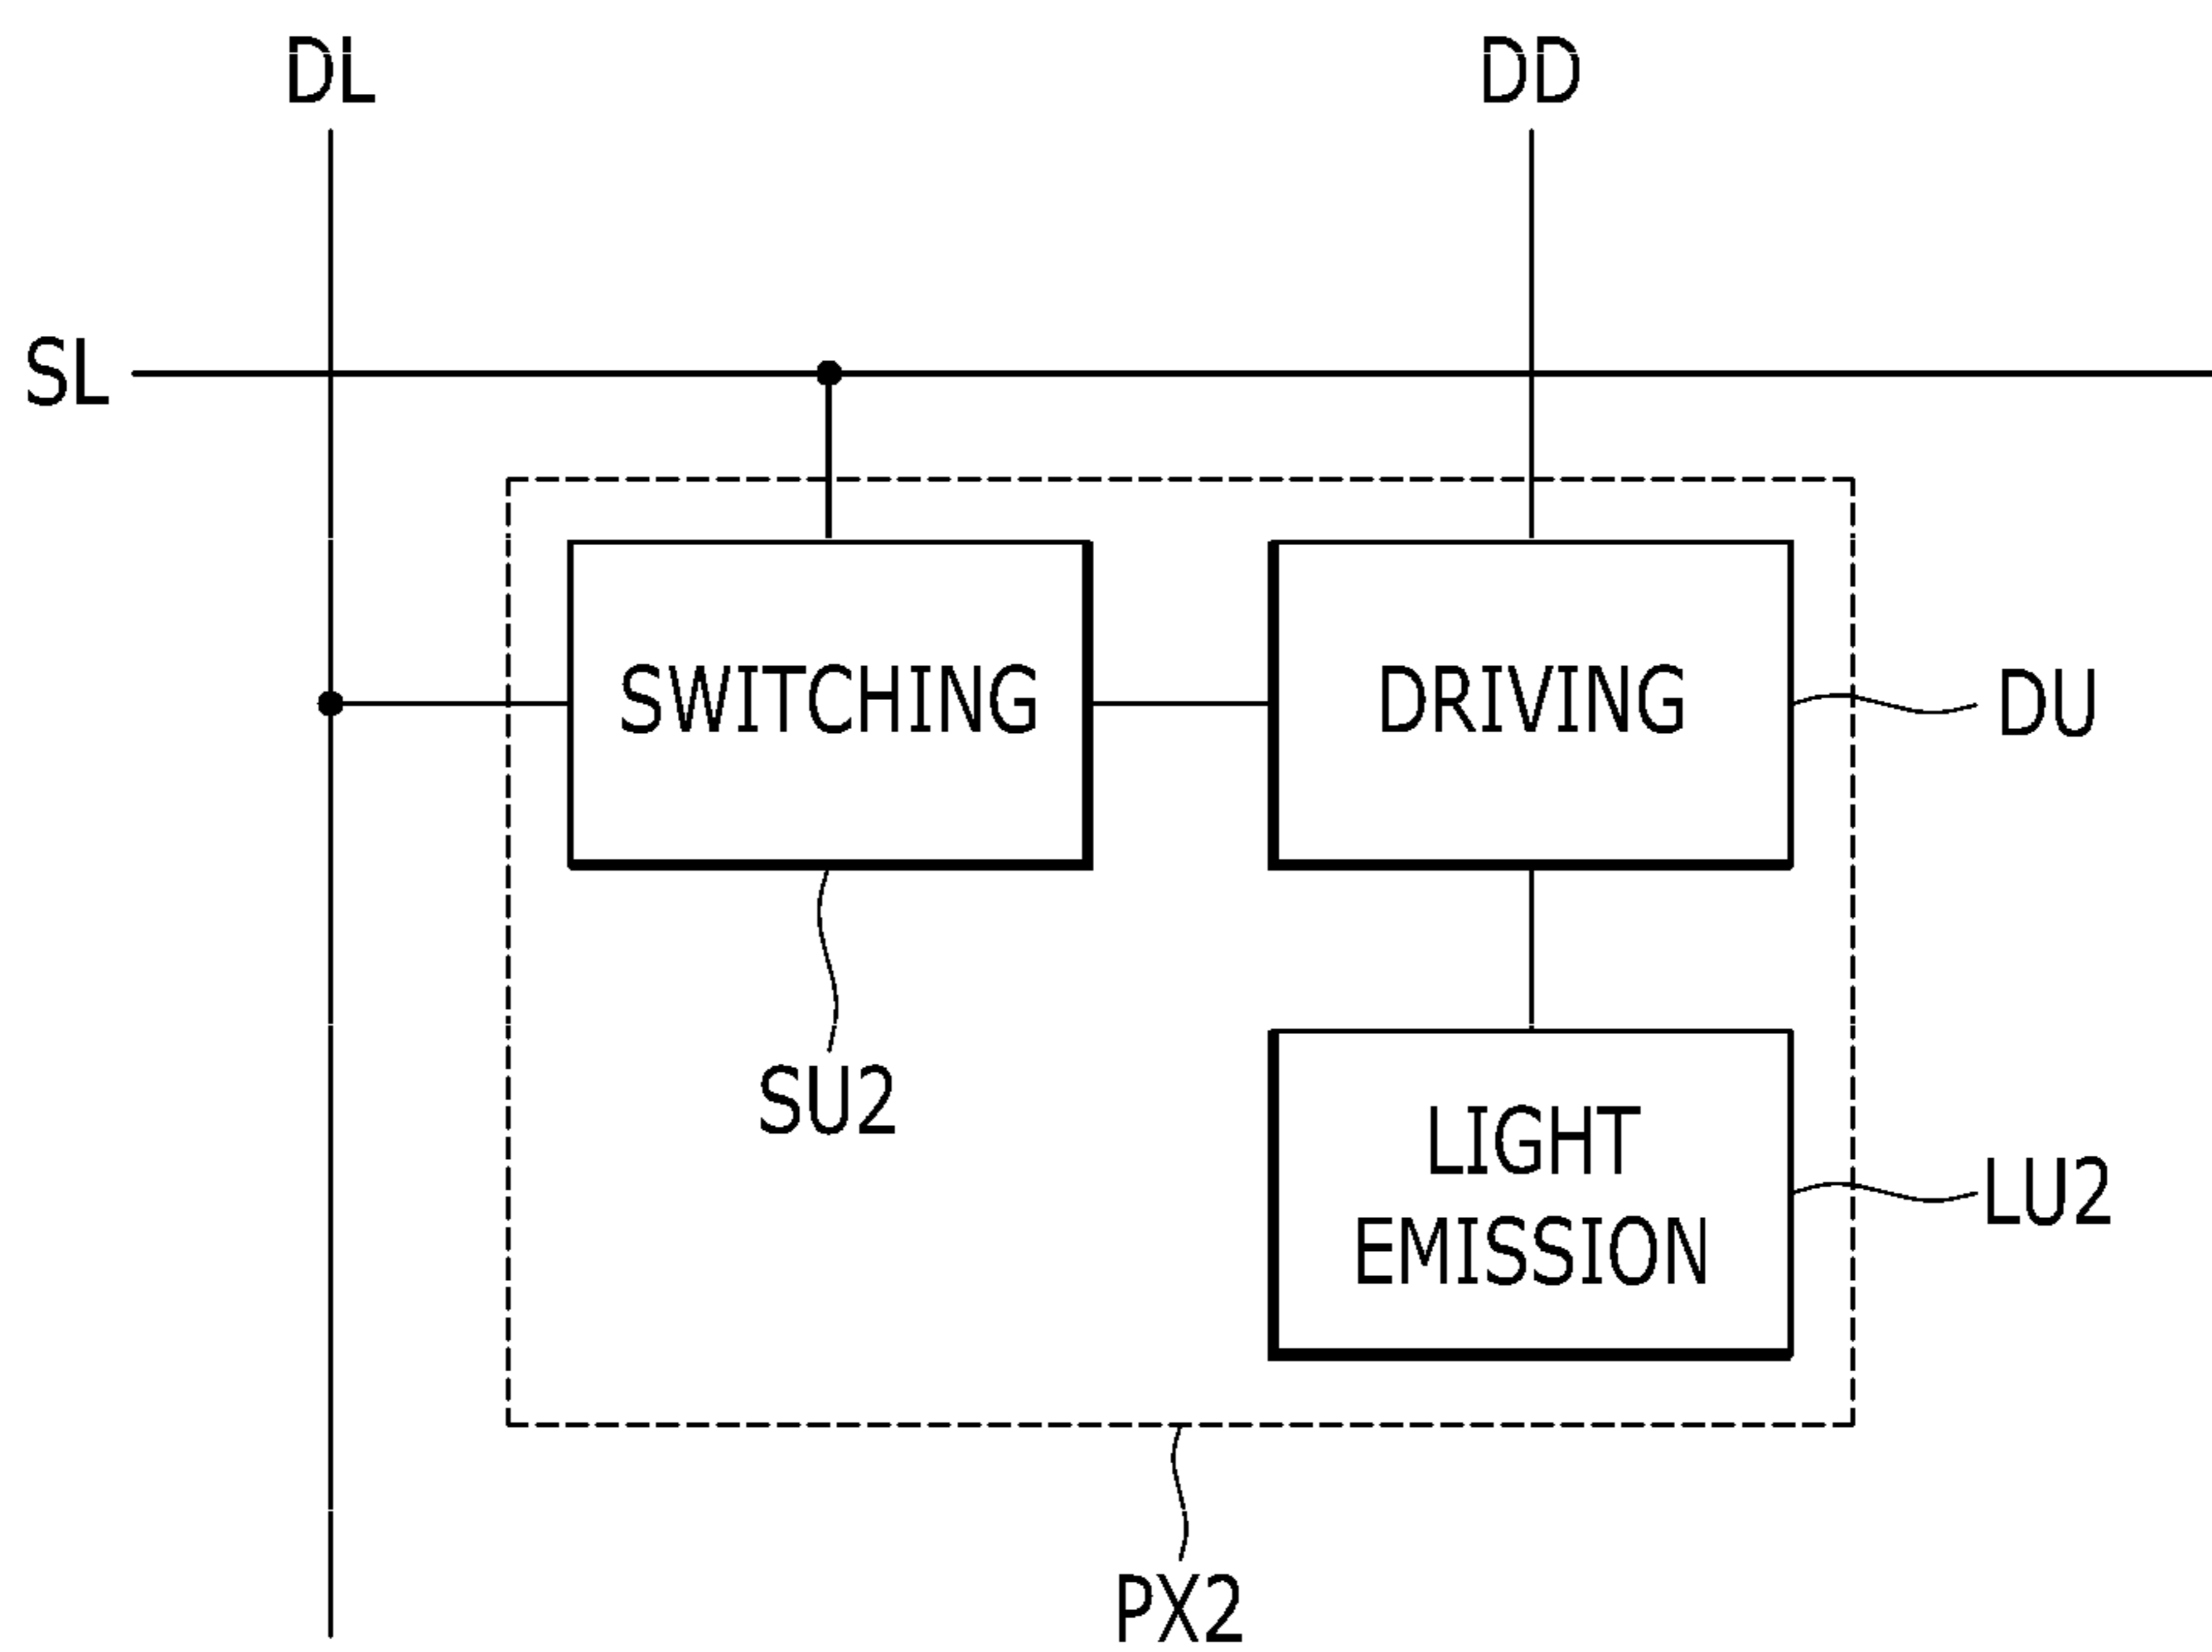 DL
DD
SL
SWITCHING
DRIVING
DU
SU2
LIGHT
EMISSION
LU2
PX2